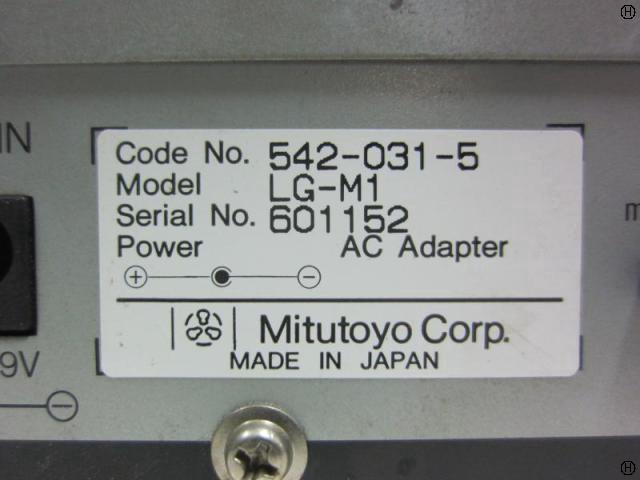 IN
Code No. 542-031-5
Model LG-M1
Serial No. 601152
Power AC Adapter
+ −
Mitutoyo Corp.
MADE IN JAPAN
9V
−
m
H
H